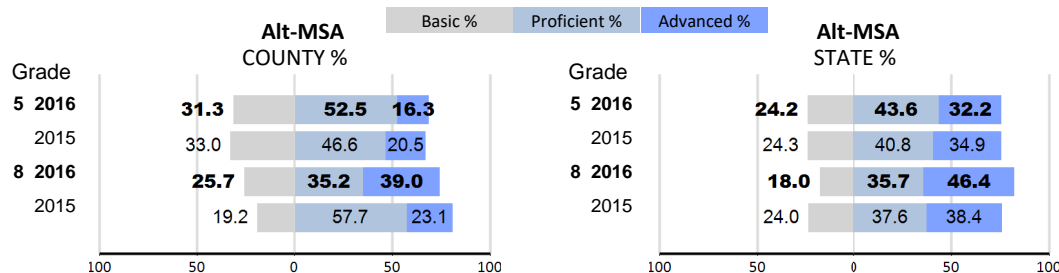 Basic % Proficient % Advanced %
Alt-MSA
COUNTY %
Grade
5 2016 31.3 52.5 16.3
2015 33.0 46.6 20.5
8 2016 25.7 35.2 39.0
2015 19.2 57.7 23.1
100 50 0 50 100
Alt-MSA
STATE %
Grade
5 2016 24.2 43.6 32.2
2015 24.3 40.8 34.9
8 2016 18.0 35.7 46.4
2015 24.0 37.6 38.4
100 50 0 50 100